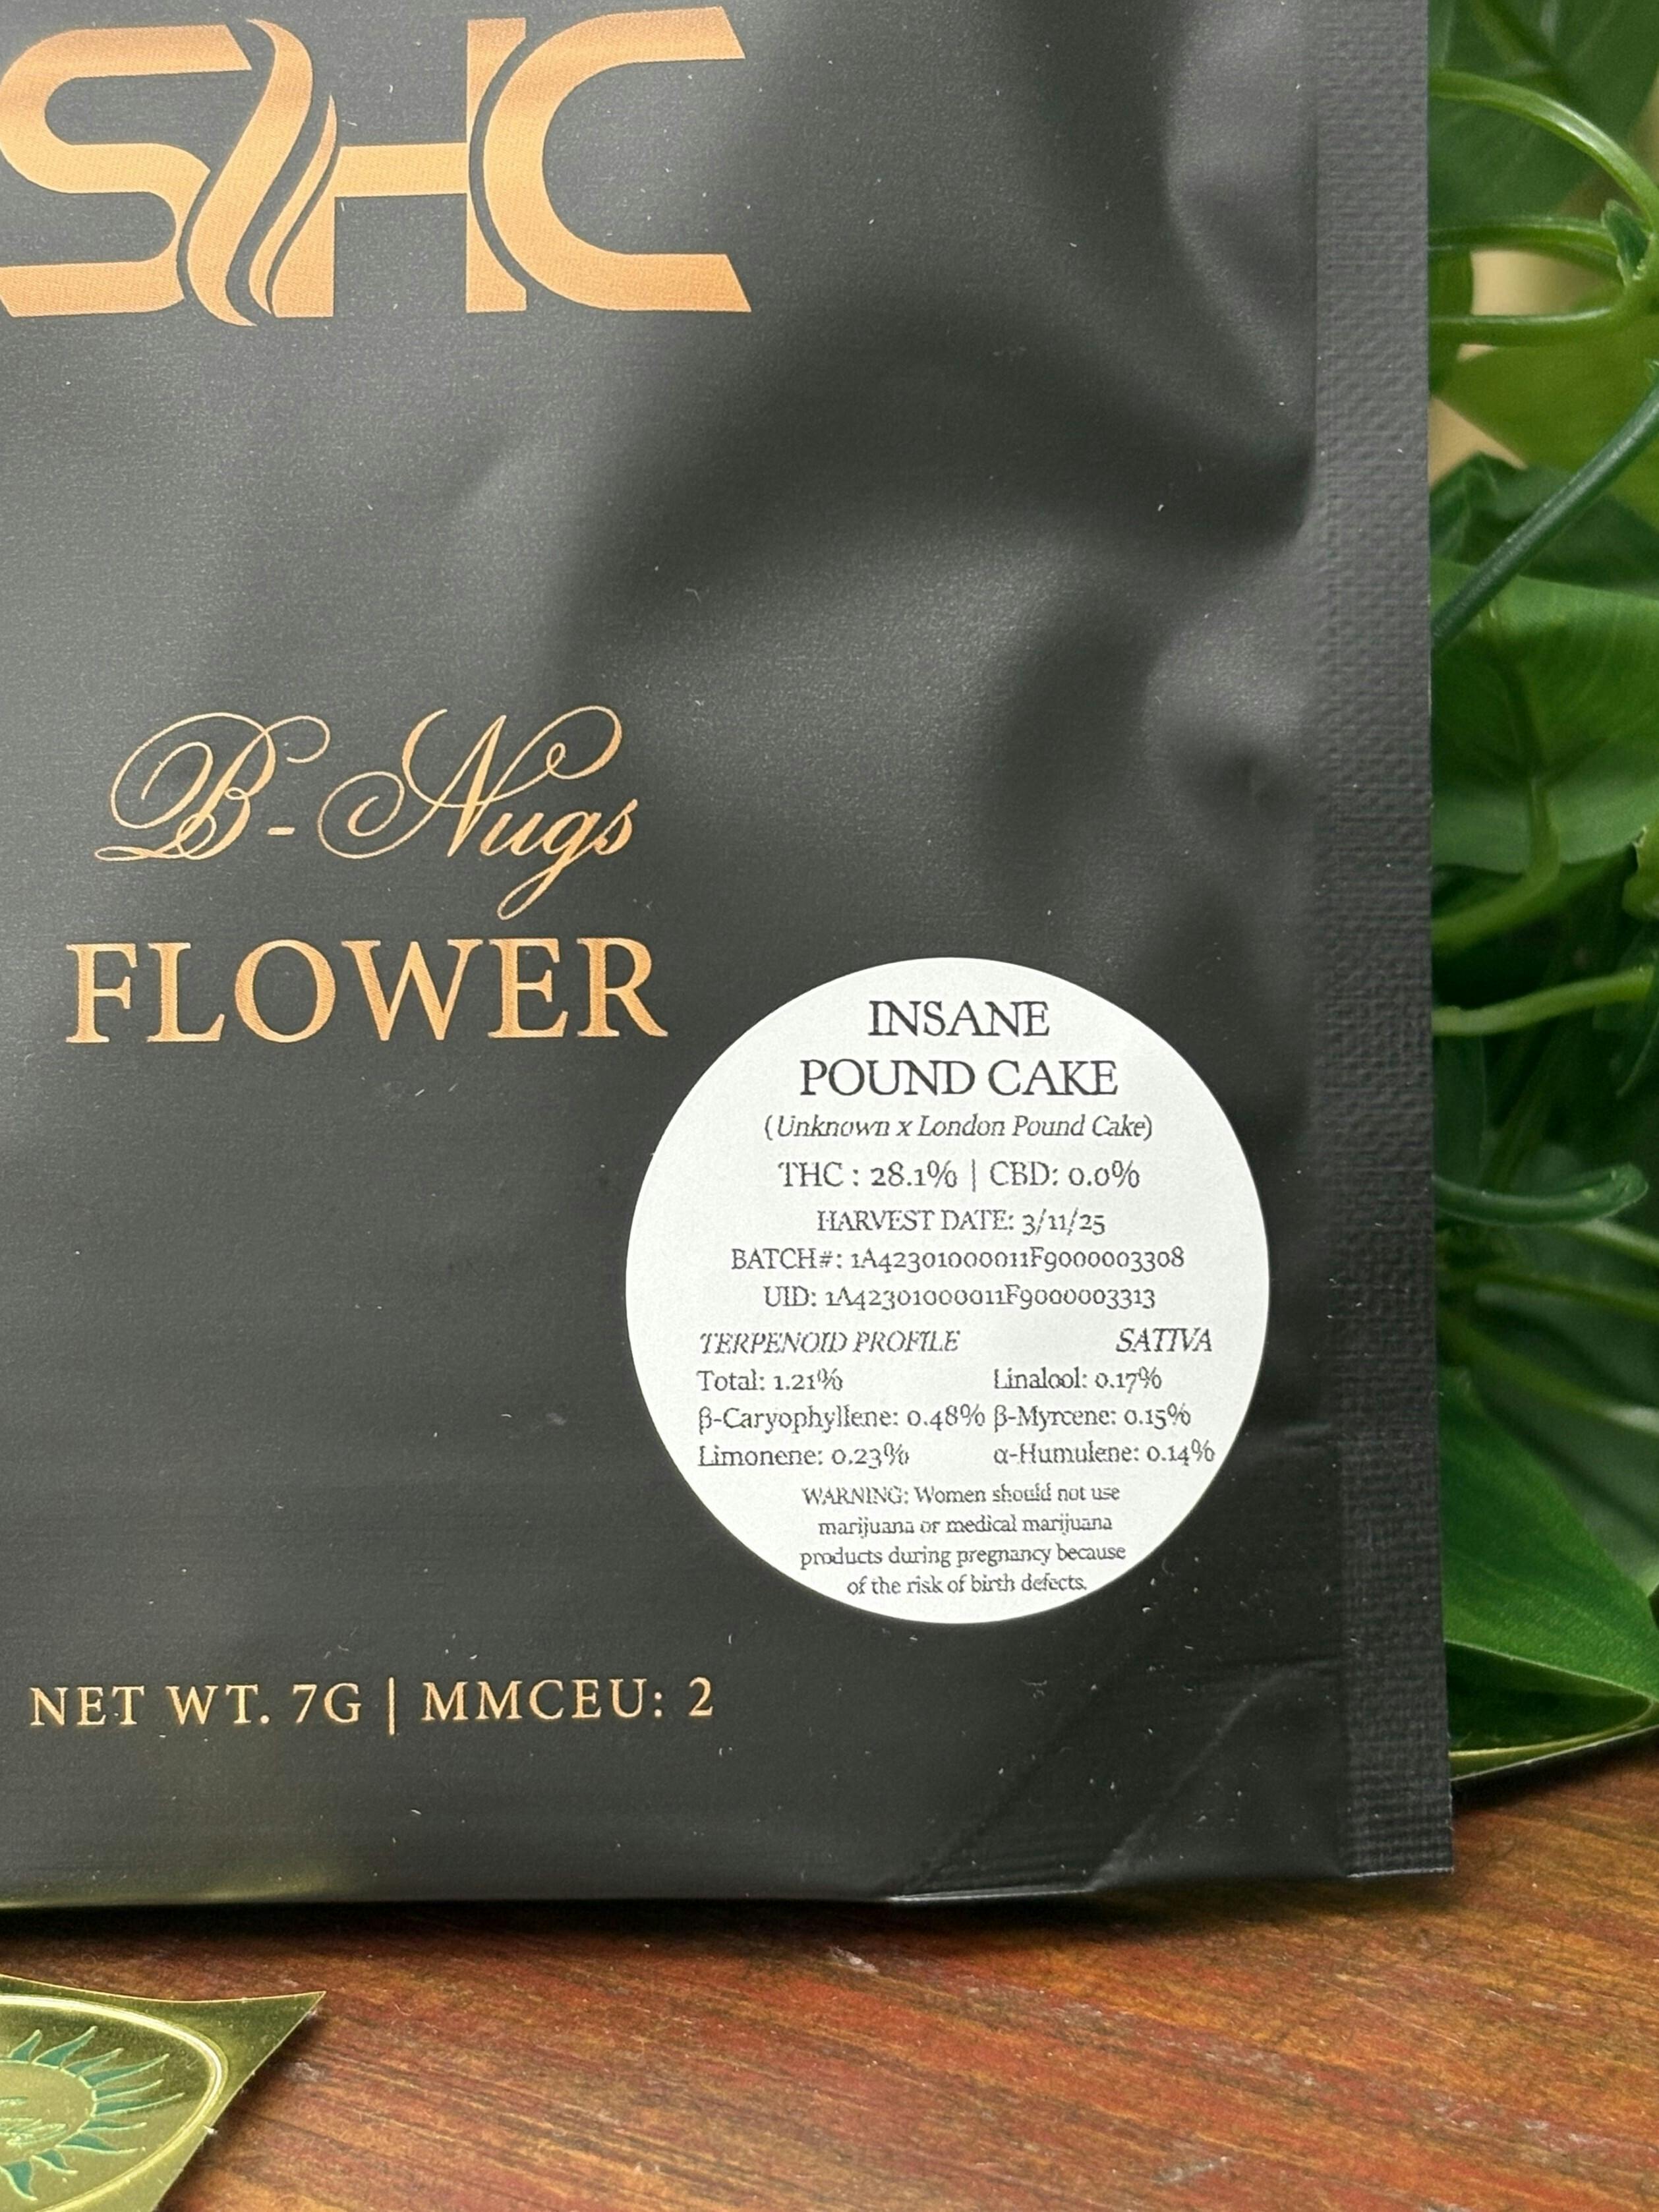 SHC
B-Nugs
FLOWER
INSANE
POUND CAKE
(Unknown x London Pound Cake)
THC : 28.1% | CBD: 0.0%
HARVEST DATE: 3/11/25
BATCH#: 1A42301000011F9000003308
UID: 1A42301000011F9000003313
TERPENOID PROFILE SATIVA
Total: 1.21% Linalool: 0.17%
β-Caryophyllene: 0.48% β-Myrcene: 0.15%
Limonene: 0.23% α-Humulene: 0.14%
WARNING: Women should not use
marijuana or medical marijuana
products during pregnancy because
of the risk of birth defects.
NET WT. 7G | MMCEU: 2